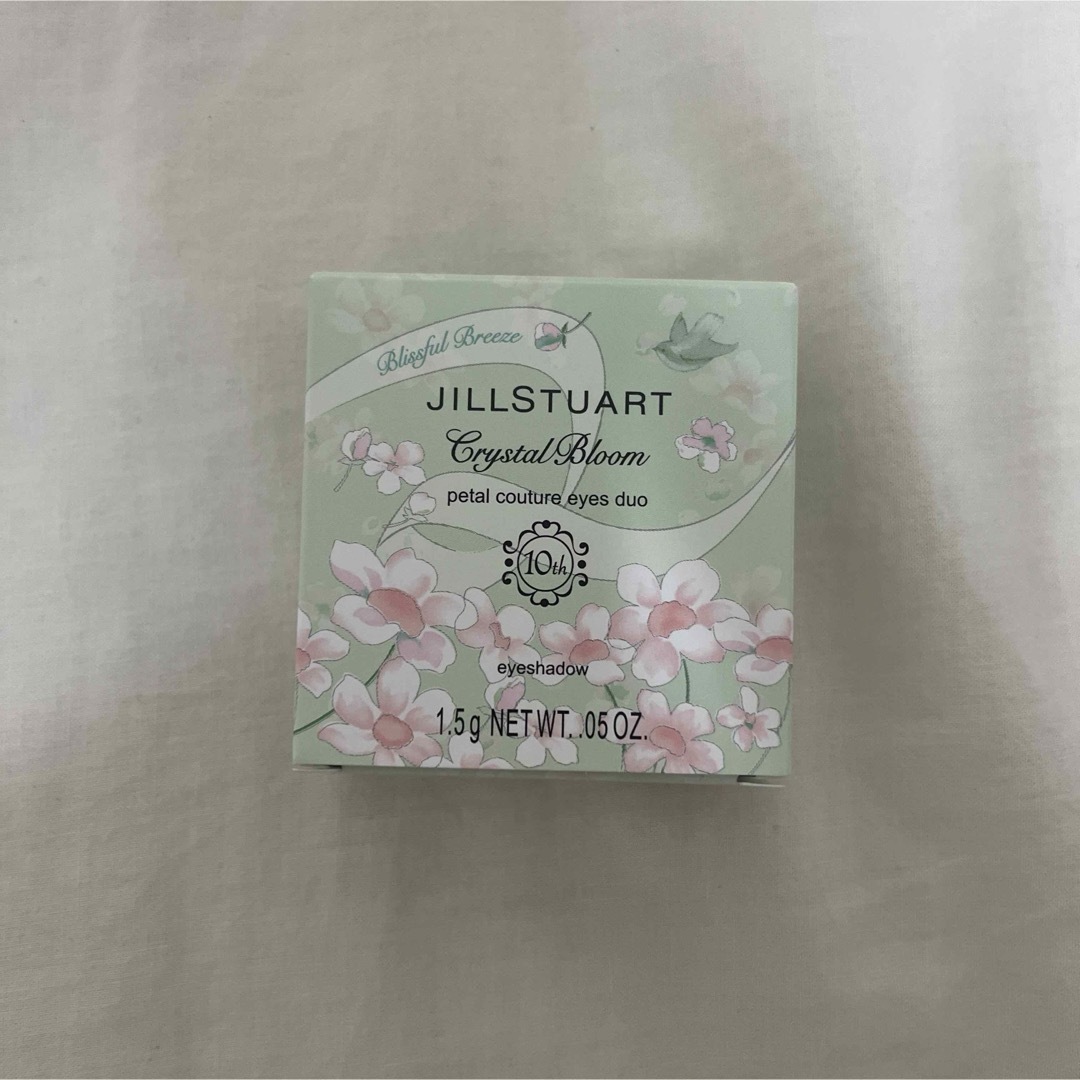 Blissful Breeze
JILLSTUART
Crystal Bloom
petal couture eyes duo
10th
eyeshadow
1.5g NET WT. .05 OZ.